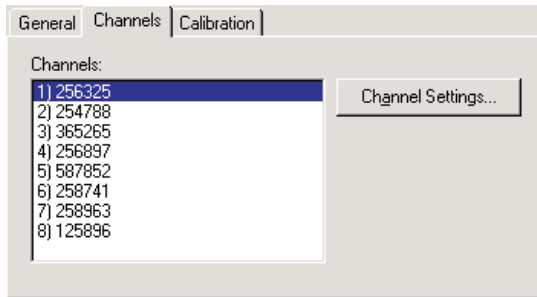 General Channels Calibration
Channels:
1) 256325
Channel Settings...
2) 254788
3) 365265
4) 256897
5) 587852
6) 258741
7) 258963
8) 125896